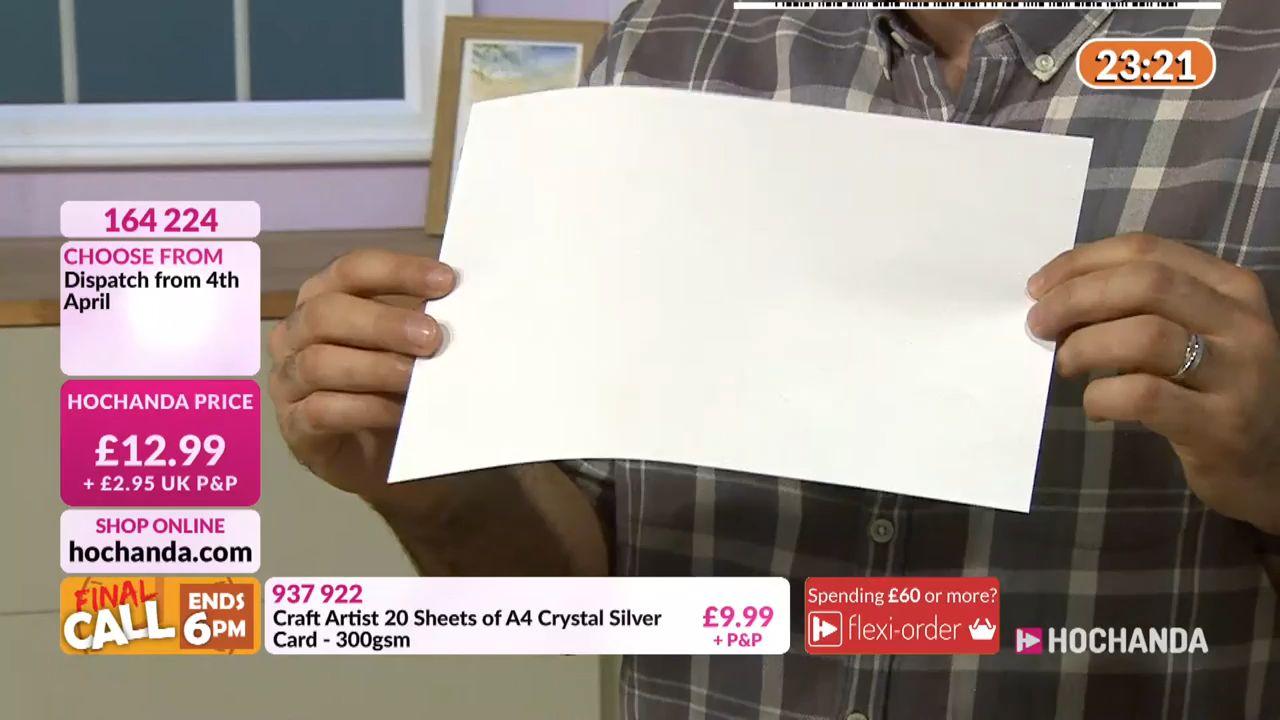 23:21
164 224
CHOOSE FROM
Dispatch from 4th
April
HOCHANDA PRICE
£12.99
+ £2.95 UK P&P
SHOP ONLINE
hochanda.com
FINAL
CALL
ENDS
6PM
937 922
Craft Artist 20 Sheets of A4 Crystal Silver
Card - 300gsm
£9.99
+ P&P
Spending £60 or more?
flexi-order
HOCHANDA